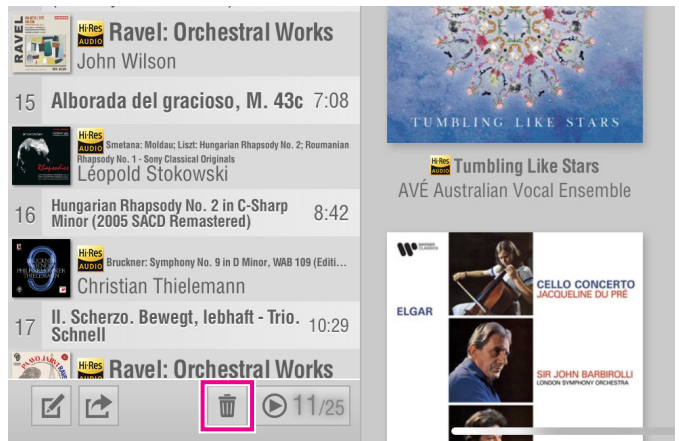 RAVEL
Hi-Res
AUDIO
Ravel: Orchestral Works
John Wilson
15 Alborada del gracioso, M. 43c 7:08
Rhapsodies
Hi-Res
AUDIO
Smetana: Moldau; Liszt: Hungarian Rhapsody No. 2; Roumanian
Rhapsody No. 1 - Sony Classical Originals
Léopold Stokowski
16 Hungarian Rhapsody No. 2 in C-Sharp
Minor (2005 SACD Remastered) 8:42
BRUCKNER
9
Hi-Res
AUDIO
Bruckner: Symphony No. 9 in D Minor, WAB 109 (Editi...
Christian Thielemann
17 II. Scherzo. Bewegt, lebhaft - Trio.
Schnell 10:29
PAAVO JÄRVI
Hi-Res
AUDIO
Ravel: Orchestral Works
11/25
TUMBLING LIKE STARS
Hi-Res
AUDIO
Tumbling Like Stars
AVÉ Australian Vocal Ensemble
WARNER
CLASSICS
ELGAR
CELLO CONCERTO
JACQUELINE DU PRÉ
SIR JOHN BARBIROLLI
LONDON SYMPHONY ORCHESTRA